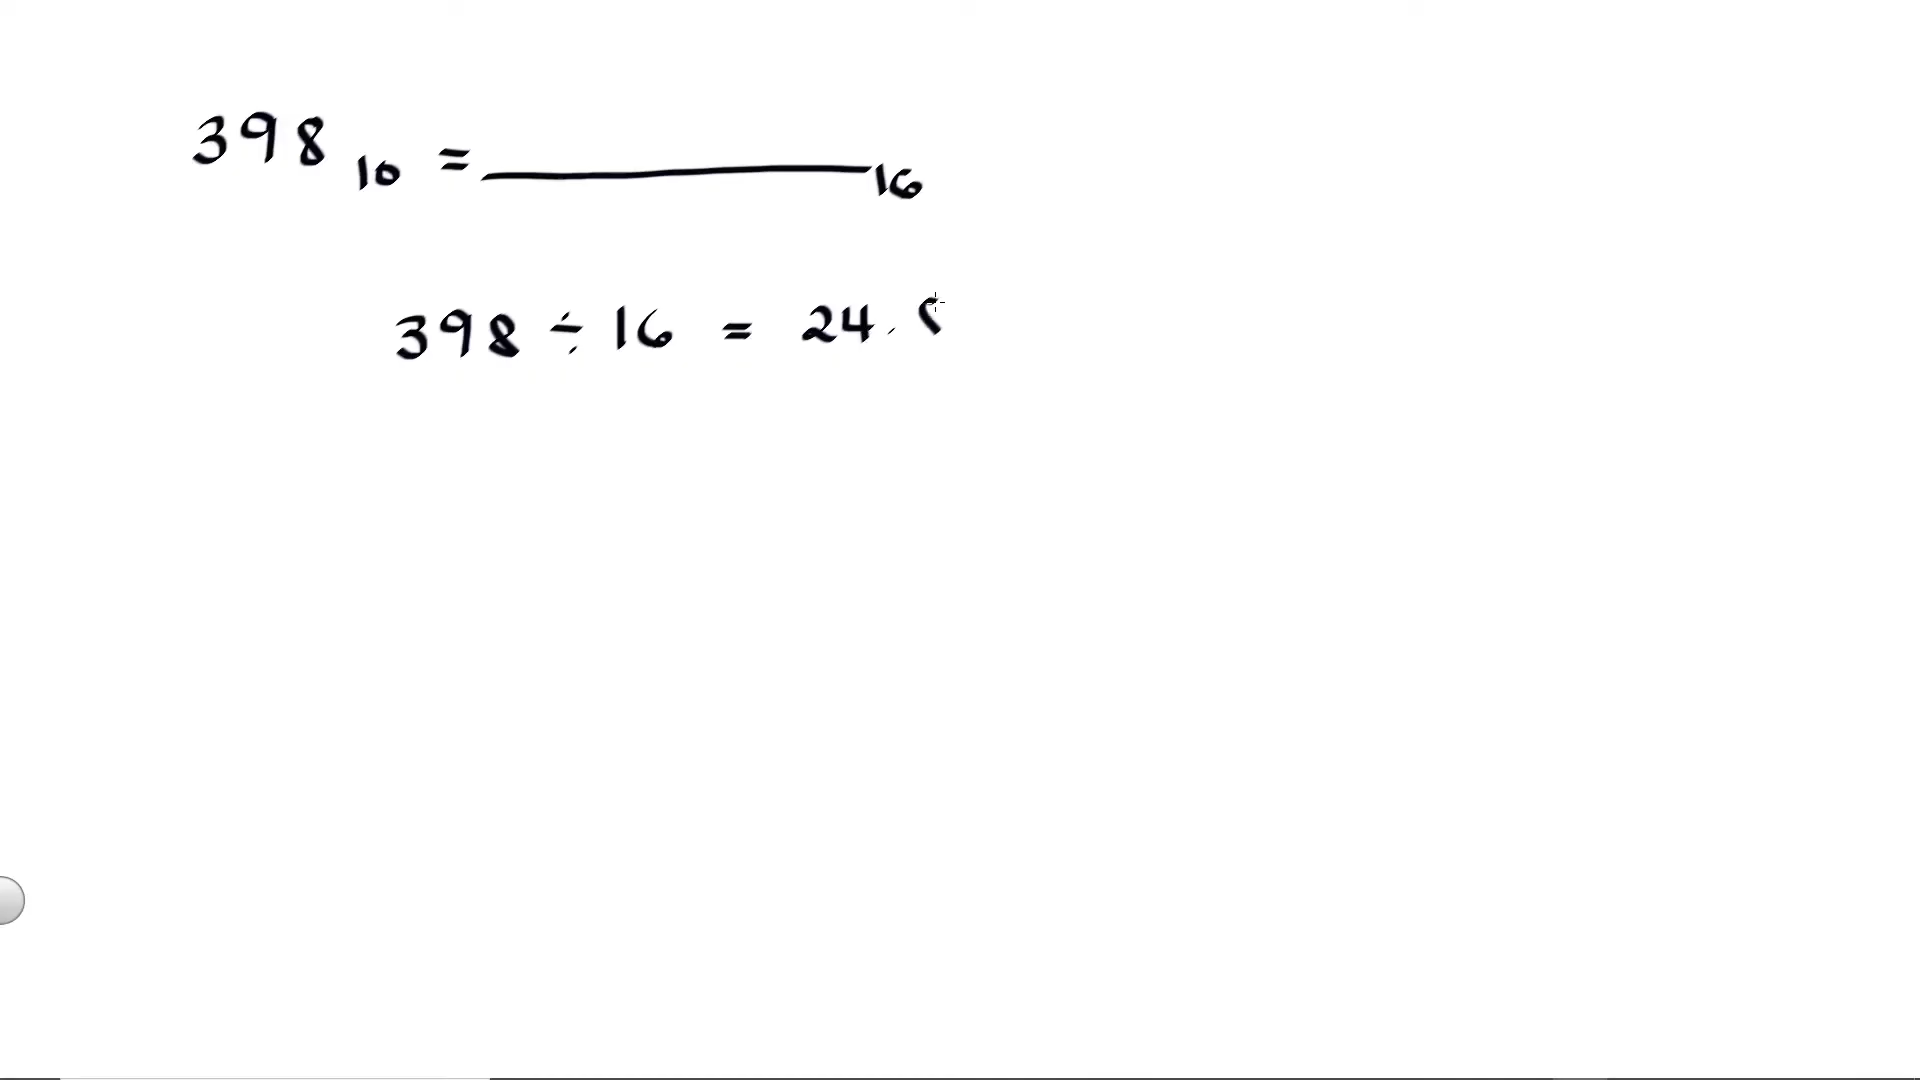 398 10 = ________ 16
398 ÷ 16 = 24.